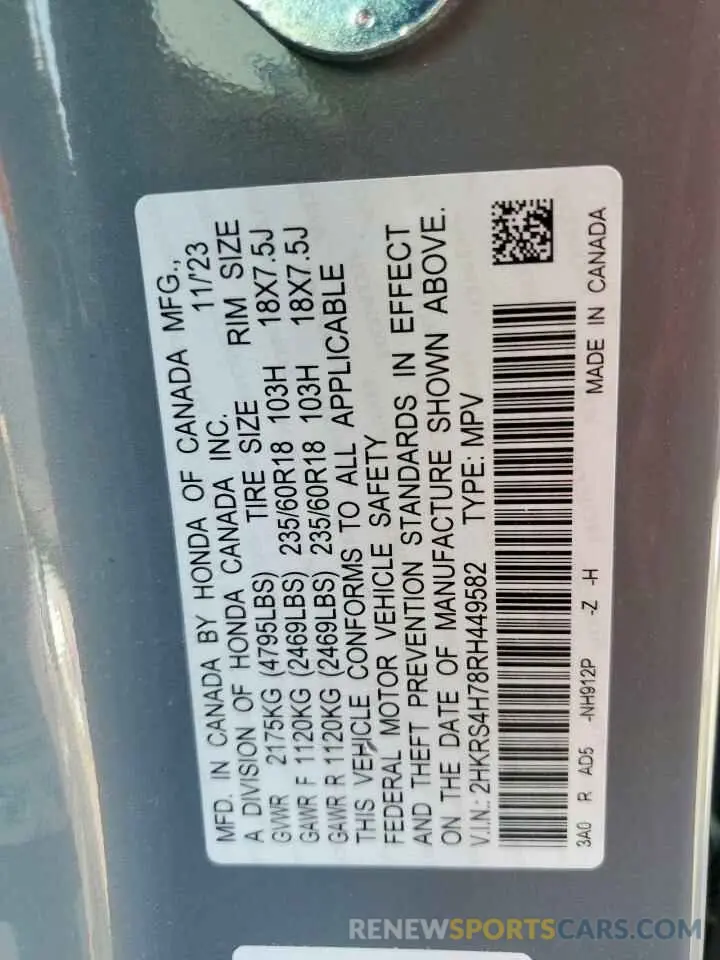 MFD. IN CANADA BY HONDA OF CANADA MFG.,
A DIVISION OF HONDA CANADA INC. 11/'23
GVWR 2175KG (4795LBS) TIRE SIZE RIM SIZE
GAWR F 1120KG (2469LBS) 235/60R18 103H 18X7.5J
GAWR R 1120KG (2469LBS) 235/60R18 103H 18X7.5J
THIS VEHICLE CONFORMS TO ALL APPLICABLE
FEDERAL MOTOR VEHICLE SAFETY
AND THEFT PREVENTION STANDARDS IN EFFECT
ON THE DATE OF MANUFACTURE SHOWN ABOVE.
V.I.N.: 2HKRS4H78RH449582 TYPE: MPV
3A0 R AD5 -NH912P -Z -H MADE IN CANADA
RENEWSPORTSCARS.COM